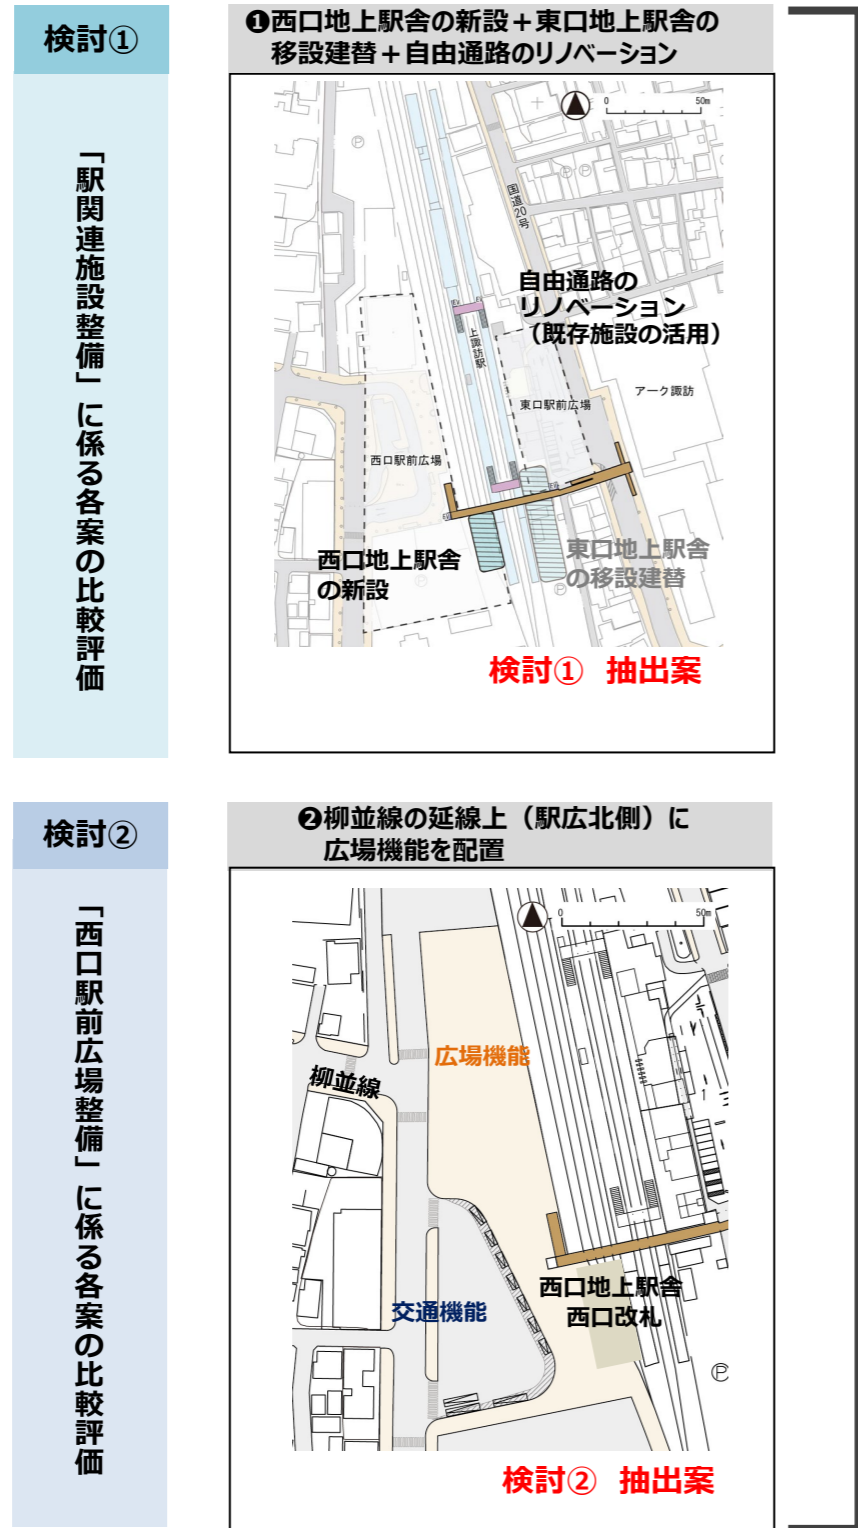 検討①
「駅関連施設整備」に係る各案の比較評価
❶西口地上駅舎の新設＋東口地上駅舎の
移設建替＋自由通路のリノベーション
0
50m
国道20号
自由通路の
リノベーション
（既存施設の活用）
上諏訪駅
アーク諏訪
東口駅前広場
西口駅前広場
西口地上駅舎
の新設
東口地上駅舎
の移設建替
検討①　抽出案
検討②
「西口駅前広場整備」に係る各案の比較評価
❷柳並線の延線上（駅広北側）に
広場機能を配置
0
50m
広場機能
柳並線
西口地上駅舎
西口改札
交通機能
Ⓟ
検討②　抽出案